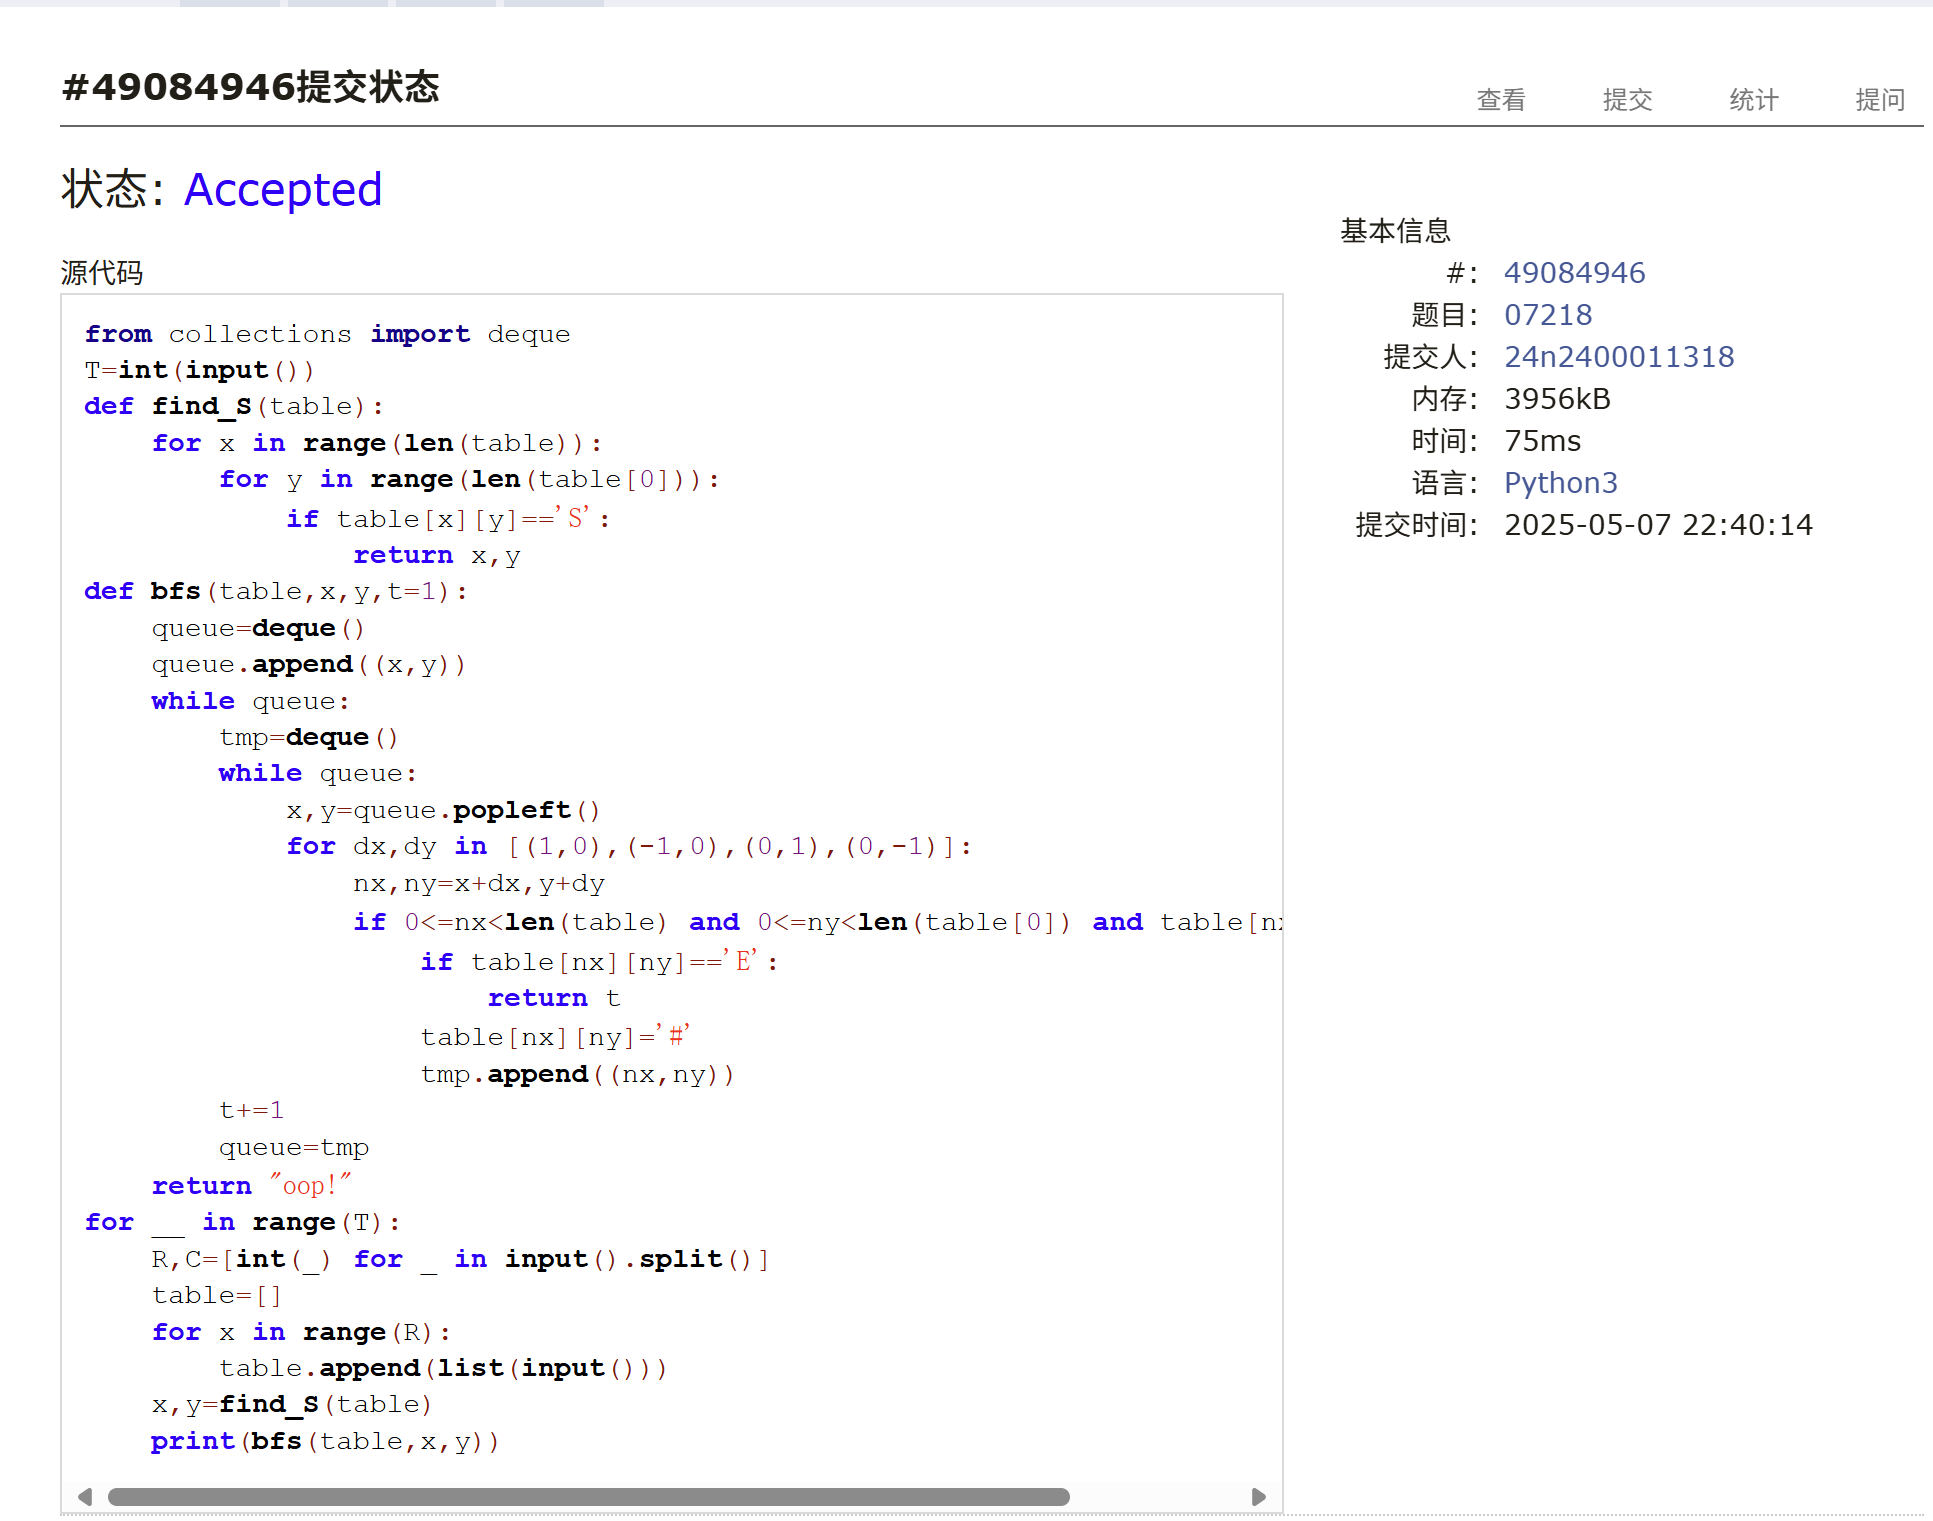 #49084946提交状态
查看 提交 统计 提问
状态: Accepted
源代码
from collections import deque
T=int(input())
def find_S(table):
    for x in range(len(table)):
        for y in range(len(table[0])):
            if table[x][y]=='S':
                return x,y
def bfs(table,x,y,t=1):
    queue=deque()
    queue.append((x,y))
    while queue:
        tmp=deque()
        while queue:
            x,y=queue.popleft()
            for dx,dy in [(1,0),(-1,0),(0,1),(0,-1)]:
                nx,ny=x+dx,y+dy
                if 0<=nx<len(table) and 0<=ny<len(table[0]) and table[nx
                    if table[nx][ny]=='E':
                        return t
                    table[nx][ny]='#'
                    tmp.append((nx,ny))
        t+=1
        queue=tmp
    return "oop!"
for __ in range(T):
    R,C=[int(_) for _ in input().split()]
    table=[]
    for x in range(R):
        table.append(list(input()))
    x,y=find_S(table)
    print(bfs(table,x,y))
基本信息
#: 49084946
题目: 07218
提交人: 24n2400011318
内存: 3956kB
时间: 75ms
语言: Python3
提交时间: 2025-05-07 22:40:14